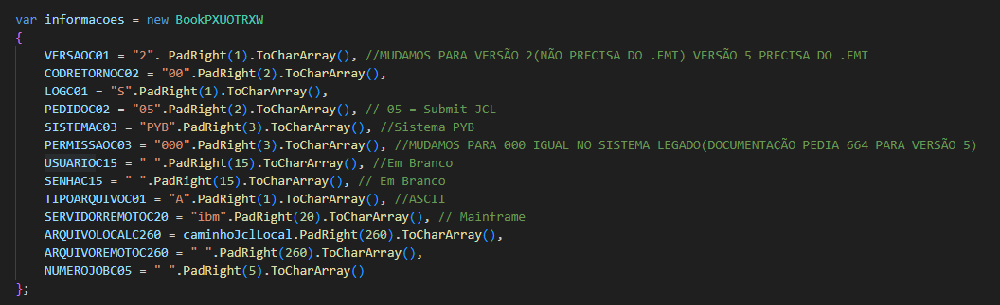 var informacoes = new BookPXUOTRXW
{
VERSAOC01 = "2". PadRight(1).ToCharArray(), //MUDAMOS PARA VERSÃO 2(NÃO PRECISA DO .FMT) VERSÃO 5 PRECISA DO .FMT
CODRETORNOC02 = "00".PadRight(2).ToCharArray(),
LOGC01 = "S".PadRight(1).ToCharArray(),
PEDIDOC02 = "05".PadRight(2).ToCharArray(), // 05 = Submit JCL
SISTEMAC03 = "PYB".PadRight(3).ToCharArray(), //Sistema PYB
PERMISSAOC03 = "000".PadRight(3).ToCharArray(), //MUDAMOS PARA 000 IGUAL NO SISTEMA LEGADO(DOCUMENTAÇÃO PEDIA 664 PARA VERSÃO 5)
USUARIOC15 = " ".PadRight(15).ToCharArray(), //Em Branco
SENHAC15 = " ".PadRight(15).ToCharArray(), // Em Branco
TIPOARQUIVOC01 = "A".PadRight(1).ToCharArray(), //ASCII
SERVIDORREMOTOC20 = "ibm".PadRight(20).ToCharArray(), // Mainframe
ARQUIVOLOCALC260 = caminhoJclLocal.PadRight(260).ToCharArray(),
ARQUIVOREMOTOC260 = " ".PadRight(260).ToCharArray(),
NUMEROJOBC05 = " ".PadRight(5).ToCharArray()
};